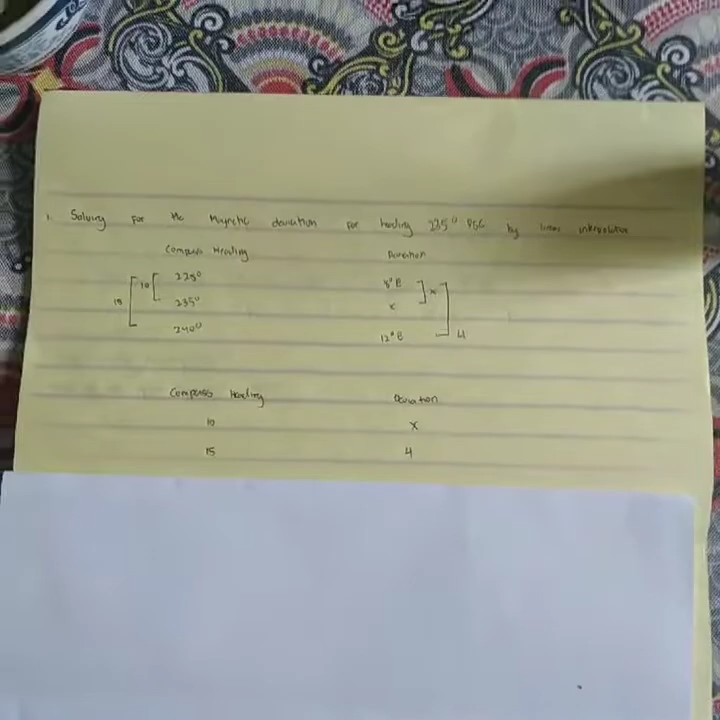 1. Solving for the Magnetic deviation for heading 235° PSC by linear interpolation
Compass Heading Deviation
225° 8° E
10 x
15 235° x
240° 12° E 4
Compass Heading Deviation
10 x
15 4